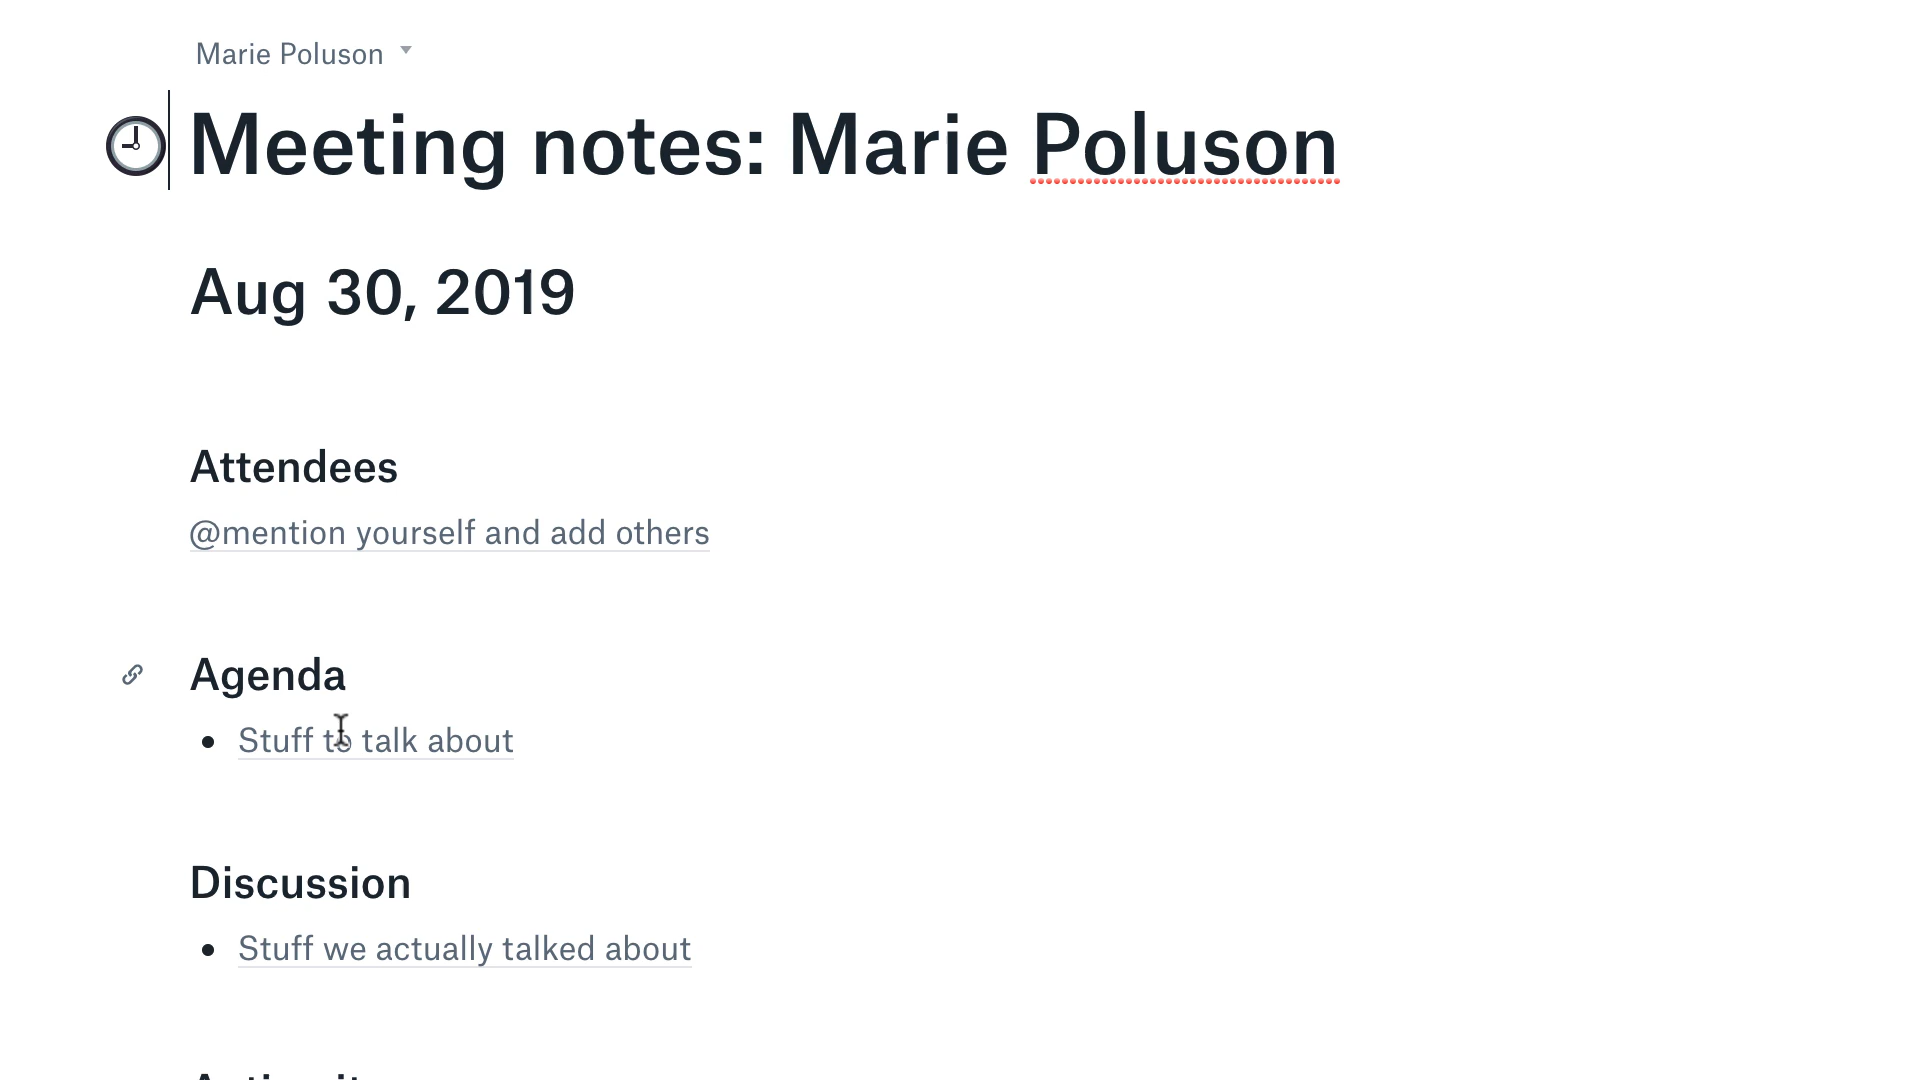 Marie Poluson
Meeting notes: Marie Poluson
Aug 30, 2019
Attendees
@mention yourself and add others
Agenda
Stuff to talk about
Discussion
Stuff we actually talked about